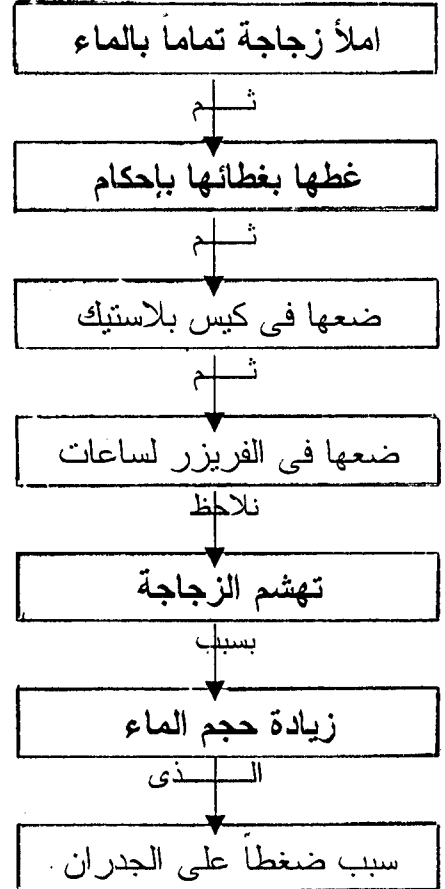 املأ زجاجة تماماً بالماء
ثم
غطها بغطائها بإحكام
ثم
ضعها فى كيس بلاستيك
ثم
ضعها فى الفريزر لساعات
نلاحظ
تهشم الزجاجة
بسبب
زيادة حجم الماء
الذى
سبب ضغطاً على الجدران .